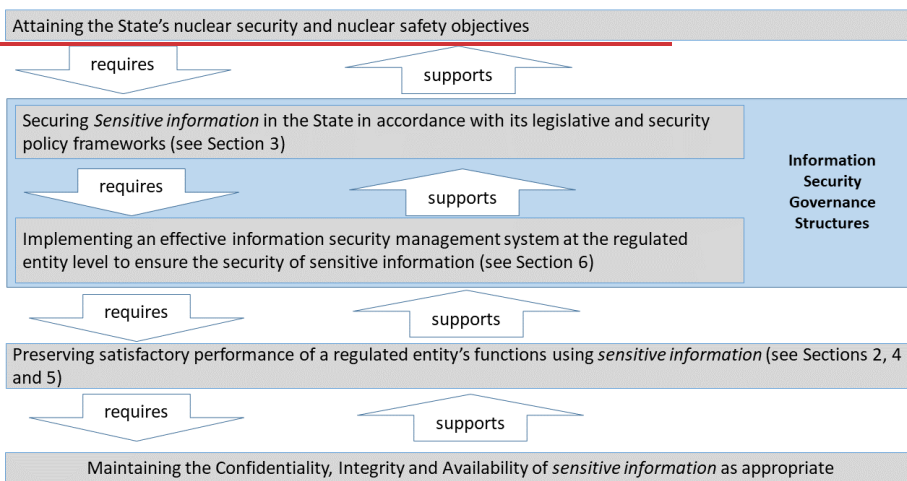 Attaining the State's nuclear security and nuclear safety objectives
requires
supports
Securing Sensitive information in the State in accordance with its legislative and security
policy frameworks (see Section 3)
Information
Security
Governance
Structures
requires
supports
Implementing an effective information security management system at the regulated
entity level to ensure the security of sensitive information (see Section 6)
requires
supports
Preserving satisfactory performance of a regulated entity's functions using sensitive information (see Sections 2, 4
and 5)
requires
supports
Maintaining the Confidentiality, Integrity and Availability of sensitive information as appropriate